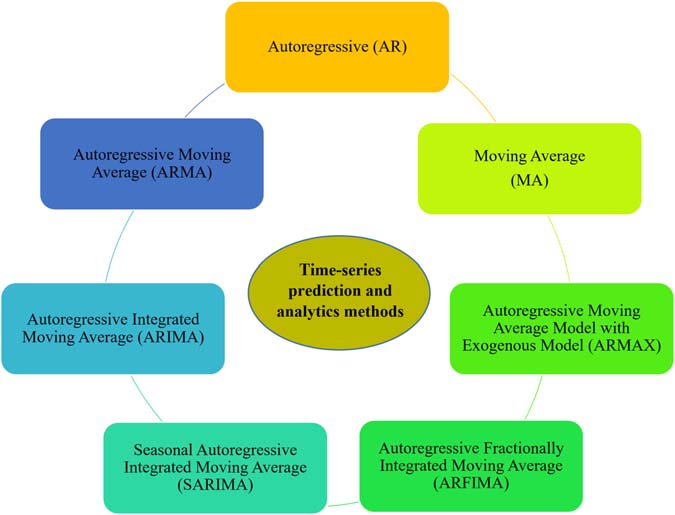 Autoregressive (AR)
Autoregressive Moving
Average (ARMA)
Moving Average
(MA)
Time-series
prediction and
analytics methods
Autoregressive Integrated
Moving Average (ARIMA)
Autoregressive Moving
Average Model with
Exogenous Model (ARMAX)
Seasonal Autoregressive
Integrated Moving Average
(SARIMA)
Autoregressive Fractionally
Integrated Moving Average
(ARFIMA)